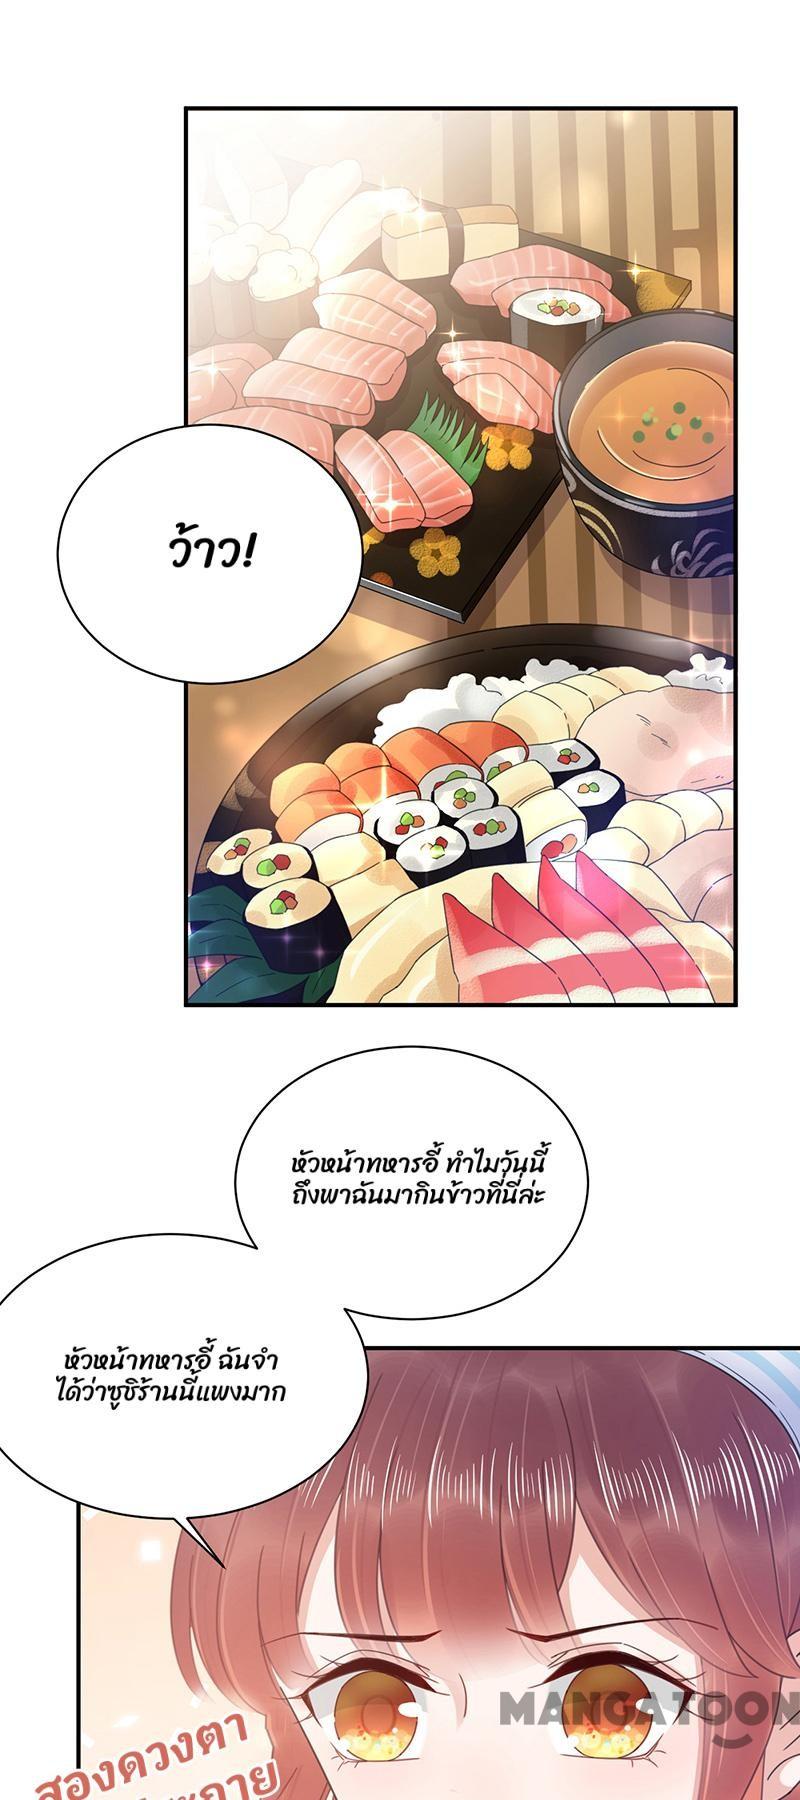 ว้าว!
หัวหน้าทหารอี้ ทำไมวันนี้
ถึงพาฉันมากินข้าวที่นี่ล่ะ
หัวหน้าทหารอี้ ฉันจำ
ได้ว่าซูชิร้านนี้แพงมาก
MANGATOON
สองดวงตา